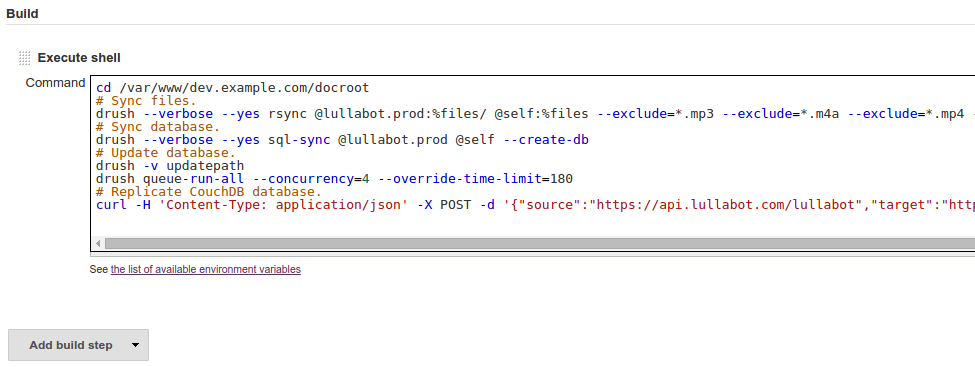 Build
Execute shell
Command
cd /var/www/dev.example.com/docroot
# Sync files.
drush --verbose --yes rsync @lullabot.prod:%files/ @self:%files --exclude=*.mp3 --exclude=*.m4a --exclude=*.mp4 -
# Sync database.
drush --verbose --yes sql-sync @lullabot.prod @self --create-db
# Update database.
drush -v updatepath
drush queue-run-all --concurrency=4 --override-time-limit=180
# Replicate CouchDB database.
curl -H 'Content-Type: application/json' -X POST -d '{"source":"https://api.lullabot.com/lullabot","target":"http
See the list of available environment variables
Add build step